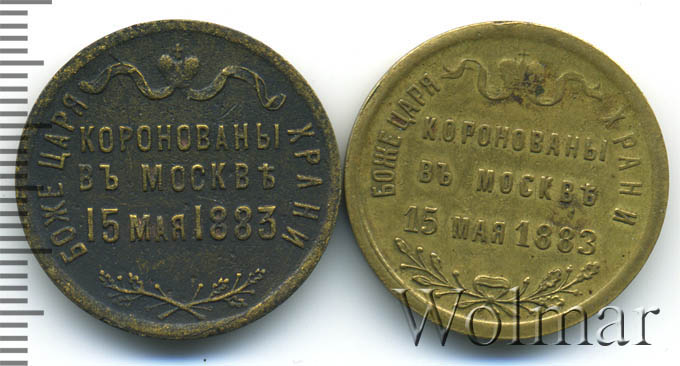 БОЖЕ ЦАРЯ ХРАНИ
КОРОНОВАНЫ
ВЪ МОСКВѢ
15 МАЯ 1883
БОЖЕ ЦАРЯ ХРАНИ
КОРОНОВАНЫ
ВЪ МОСКВѢ
15 МАЯ 1883
Wolmar